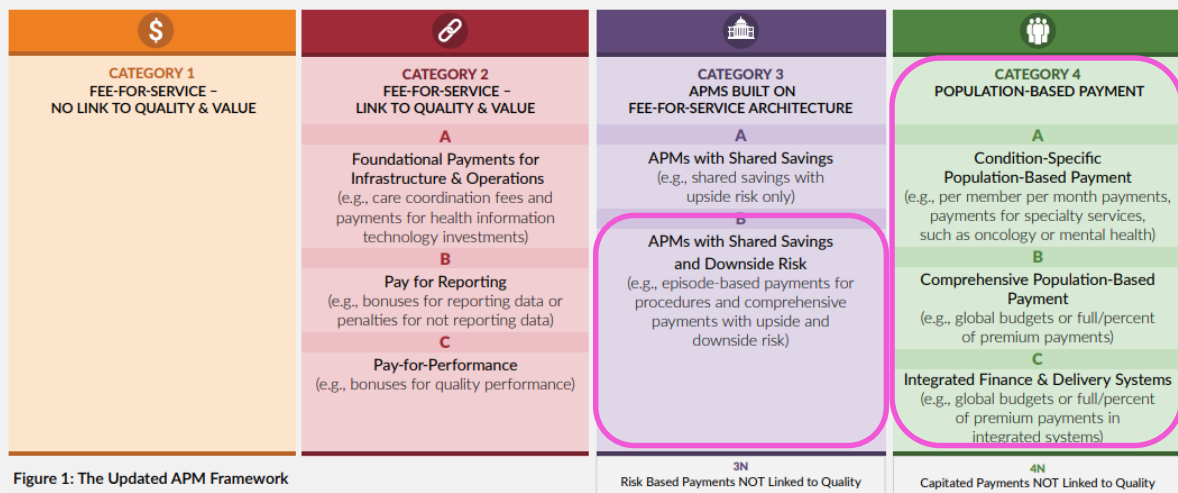 $
CATEGORY 1
FEE-FOR-SERVICE –
NO LINK TO QUALITY & VALUE
CATEGORY 2
FEE-FOR-SERVICE –
LINK TO QUALITY & VALUE
A
Foundational Payments for
Infrastructure & Operations
(e.g., care coordination fees and
payments for health information
technology investments)
B
Pay for Reporting
(e.g., bonuses for reporting data or
penalties for not reporting data)
C
Pay-for-Performance
(e.g., bonuses for quality performance)
CATEGORY 3
APMS BUILT ON
FEE-FOR-SERVICE ARCHITECTURE
A
APMs with Shared Savings
(e.g., shared savings with
upside risk only)
B
APMs with Shared Savings
and Downside Risk
(e.g., episode-based payments for
procedures and comprehensive
payments with upside and
downside risk)
3N
Risk Based Payments NOT Linked to Quality
CATEGORY 4
POPULATION-BASED PAYMENT
A
Condition-Specific
Population-Based Payment
(e.g., per member per month payments,
payments for specialty services,
such as oncology or mental health)
B
Comprehensive Population-Based
Payment
(e.g., global budgets or full/percent
of premium payments)
C
Integrated Finance & Delivery Systems
(e.g., global budgets or full/percent
of premium payments in
integrated systems)
4N
Capitated Payments NOT Linked to Quality
Figure 1: The Updated APM Framework